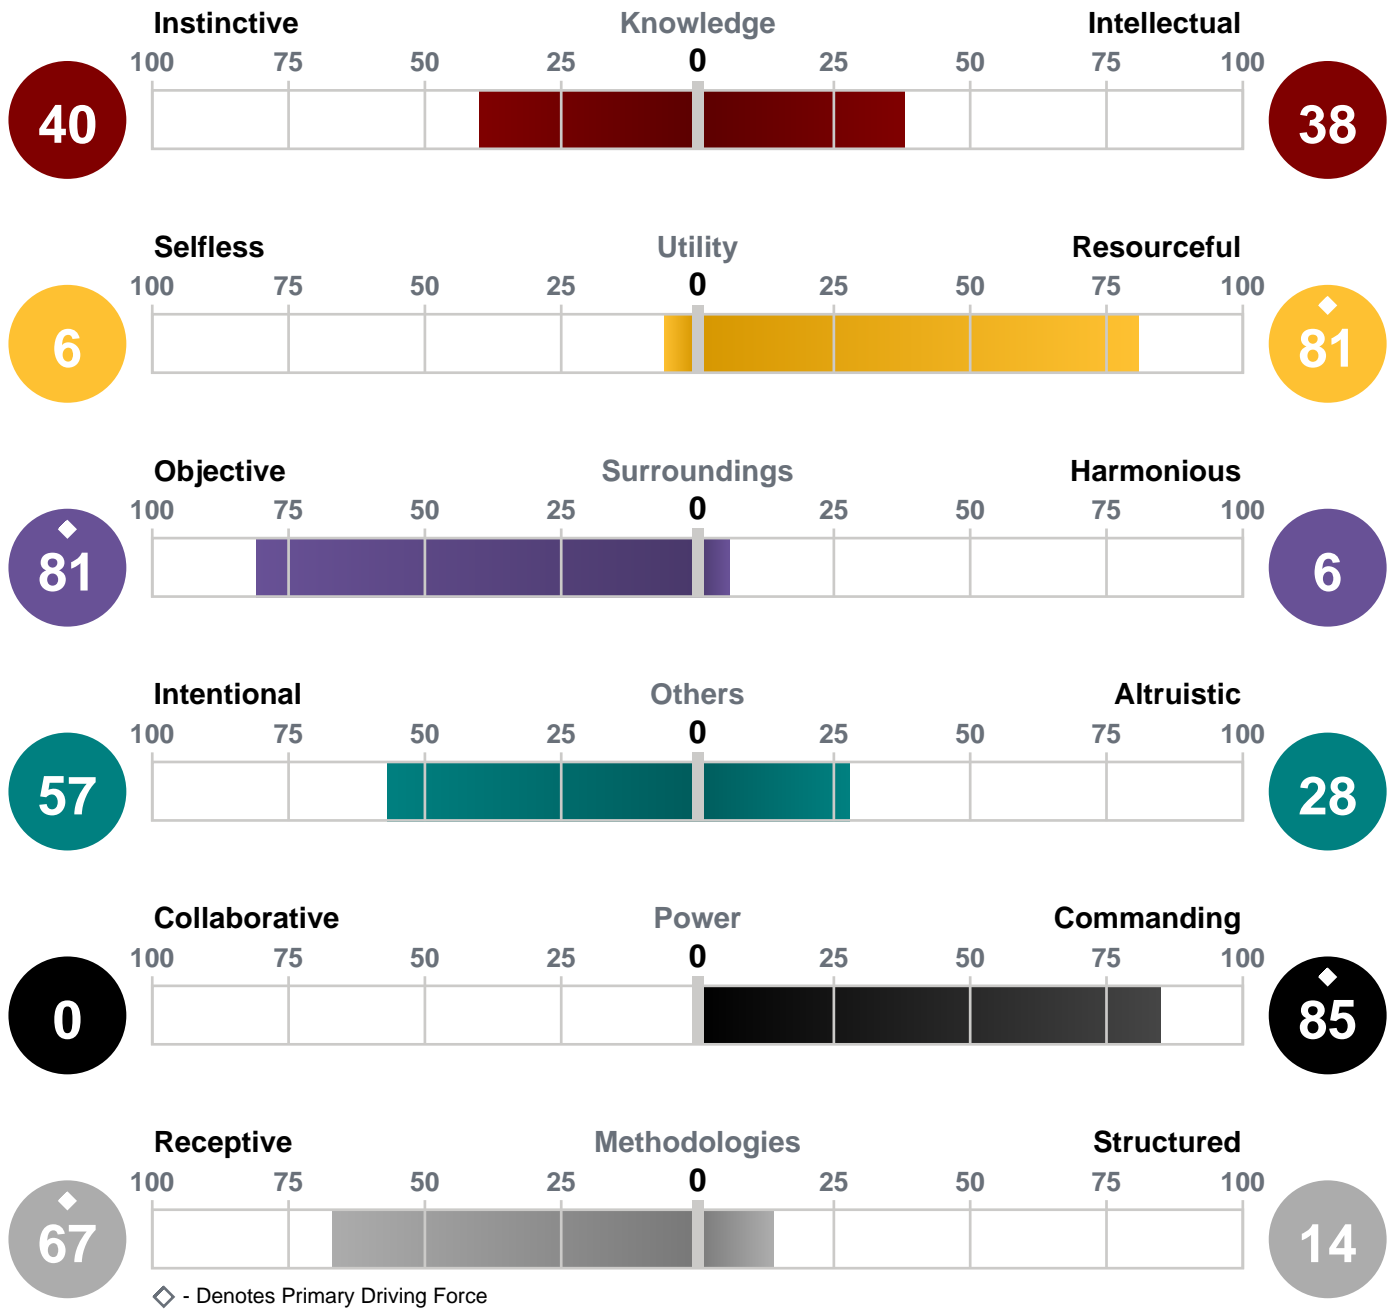 Instinctive Knowledge Intellectual
100 75 50 25 0 25 50 75 100
40 38
Selfless Utility Resourceful
100 75 50 25 0 25 50 75 100
6 81
Objective Surroundings Harmonious
100 75 50 25 0 25 50 75 100
81 6
Intentional Others Altruistic
100 75 50 25 0 25 50 75 100
57 28
Collaborative Power Commanding
100 75 50 25 0 25 50 75 100
0 85
Receptive Methodologies Structured
100 75 50 25 0 25 50 75 100
67 14
- Denotes Primary Driving Force